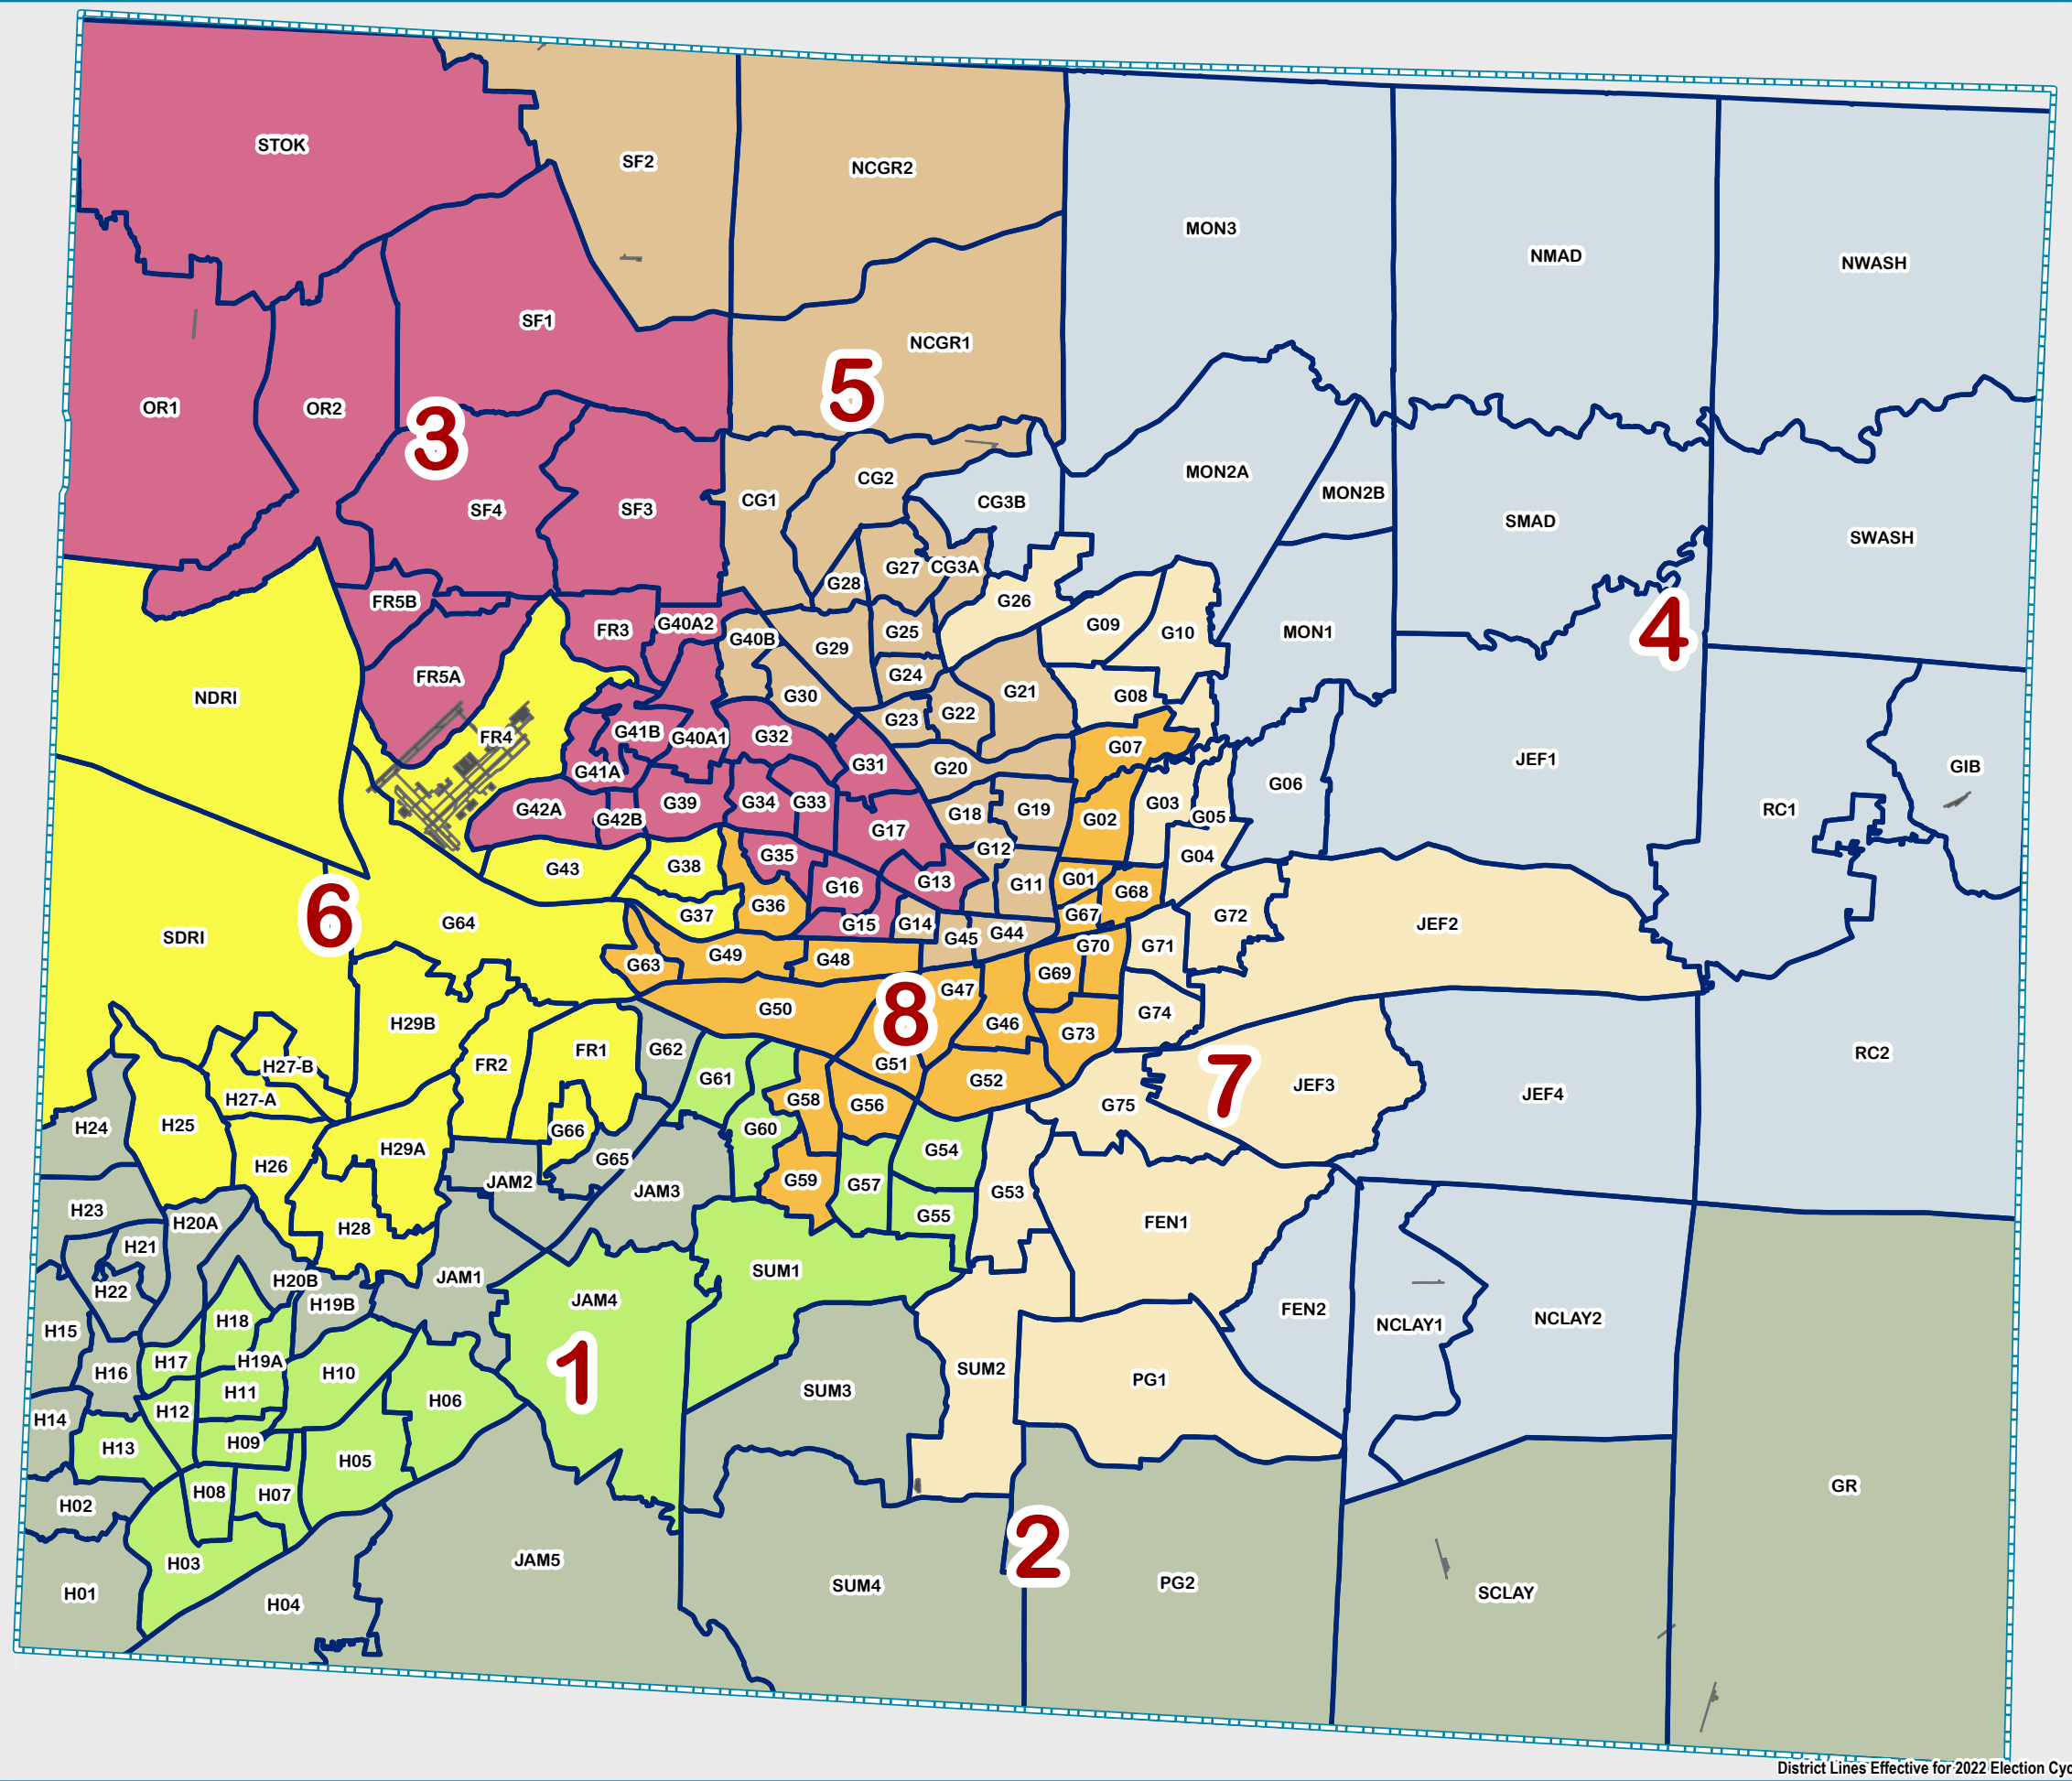 STOK
SF2
NCGR2
MON3
NMAD
NWASH
SF1
NCGR1
5
OR1
OR2
3
CG1
CG2
CG3B
MON2A
MON2B
SMAD
SWASH
SF4
SF3
G28
G27
CG3A
G26
FR5B
FR3
G40A2
G40B
G29
G25
G09
G10
MON1
4
FR5A
G24
NDRI
G30
G21
G08
FR4
G41B
G40A1
G32
G23
G22
G07
G41A
G31
G20
G06
JEF1
GIB
G42A
G42B
G39
G34
G33
G17
G18
G19
G02
G03
G05
RC1
G43
G38
G35
G12
G04
G16
G13
G11
G01
G68
6
G64
G37
G36
G15
G14
G45
G44
G67
G72
JEF2
SDRI
G63
G49
G48
G70
G71
G69
H29B
G50
8
G47
G46
G73
G74
FR2
FR1
G62
G51
H27-B
G61
G52
RC2
H27-A
G58
G56
G75
7
JEF3
JEF4
H24
H25
G66
G60
H29A
G65
G54
H26
JAM2
JAM3
G59
G57
G53
H23
H20A
H28
G55
FEN1
H21
H20B
JAM1
SUM1
H22
H19B
JAM4
FEN2
NCLAY1
NCLAY2
H15
H18
H17
H19A
H16
H11
H10
1
SUM2
PG1
H14
H12
H06
SUM3
H13
H09
H05
H02
H08
H07
GR
2
H03
JAM5
SUM4
PG2
SCLAY
H01
H04
District Lines Effective for 2022 Election Cyc